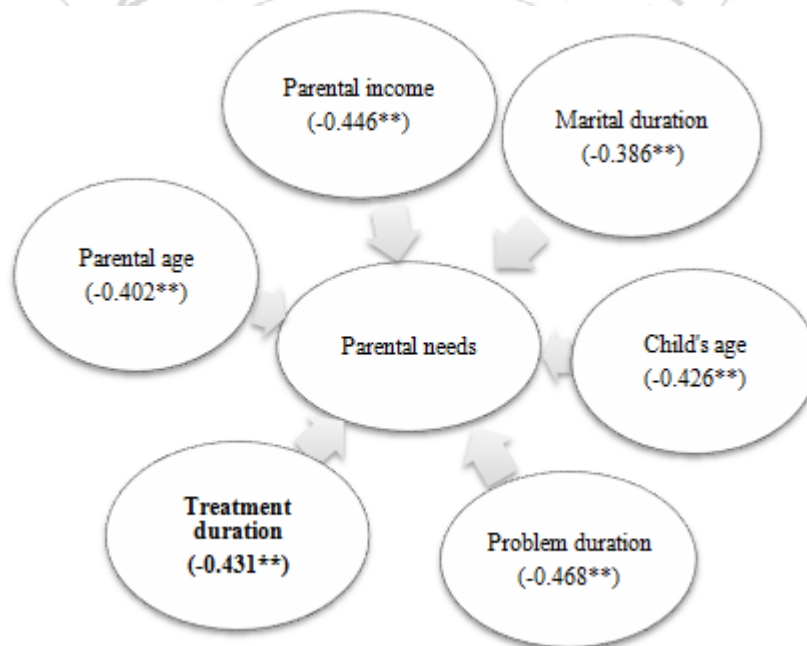 Parental income
(-0.446**)
Marital duration
(-0.386**)
Parental age
(-0.402**)
Parental needs
Child's age
(-0.426**)
Treatment
duration
(-0.431**)
Problem duration
(-0.468**)